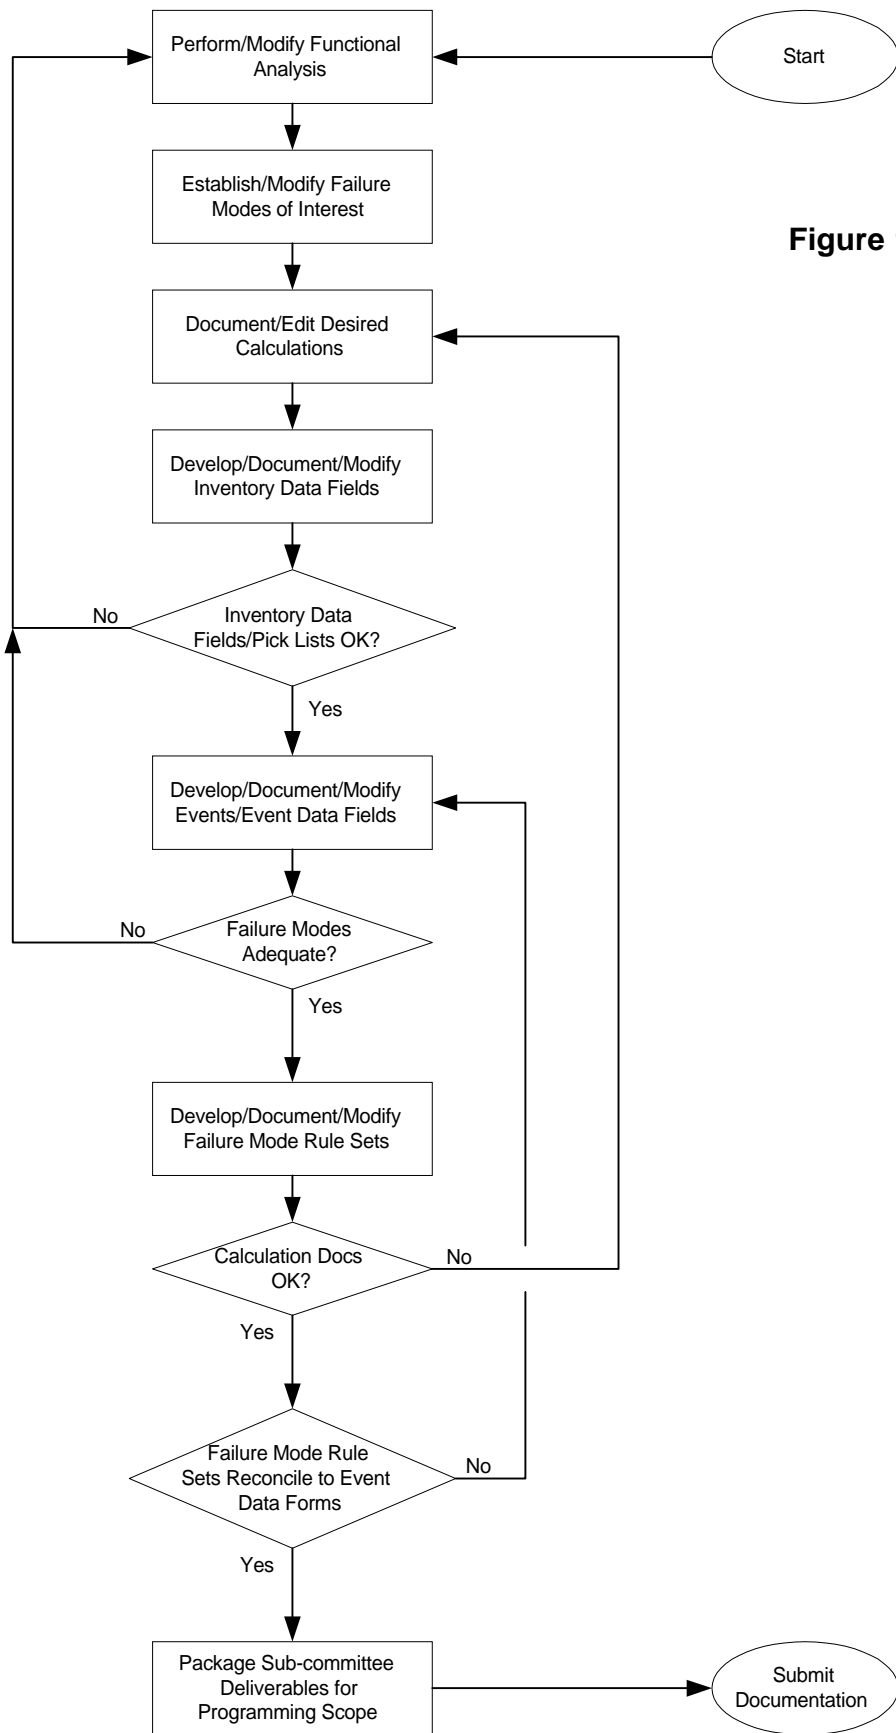 Perform/Modify Functional
Analysis
Start
Establish/Modify Failure
Modes of Interest
Figure
Document/Edit Desired
Calculations
Develop/Document/Modify
Inventory Data Fields
No
Inventory Data
Fields/Pick Lists OK?
Yes
Develop/Document/Modify
Events/Event Data Fields
No
Failure Modes
Adequate?
Yes
Develop/Document/Modify
Failure Mode Rule Sets
Calculation Docs
OK?
No
Yes
Failure Mode Rule
Sets Reconcile to Event
Data Forms
No
Yes
Package Sub-committee
Deliverables for
Programming Scope
Submit
Documentation